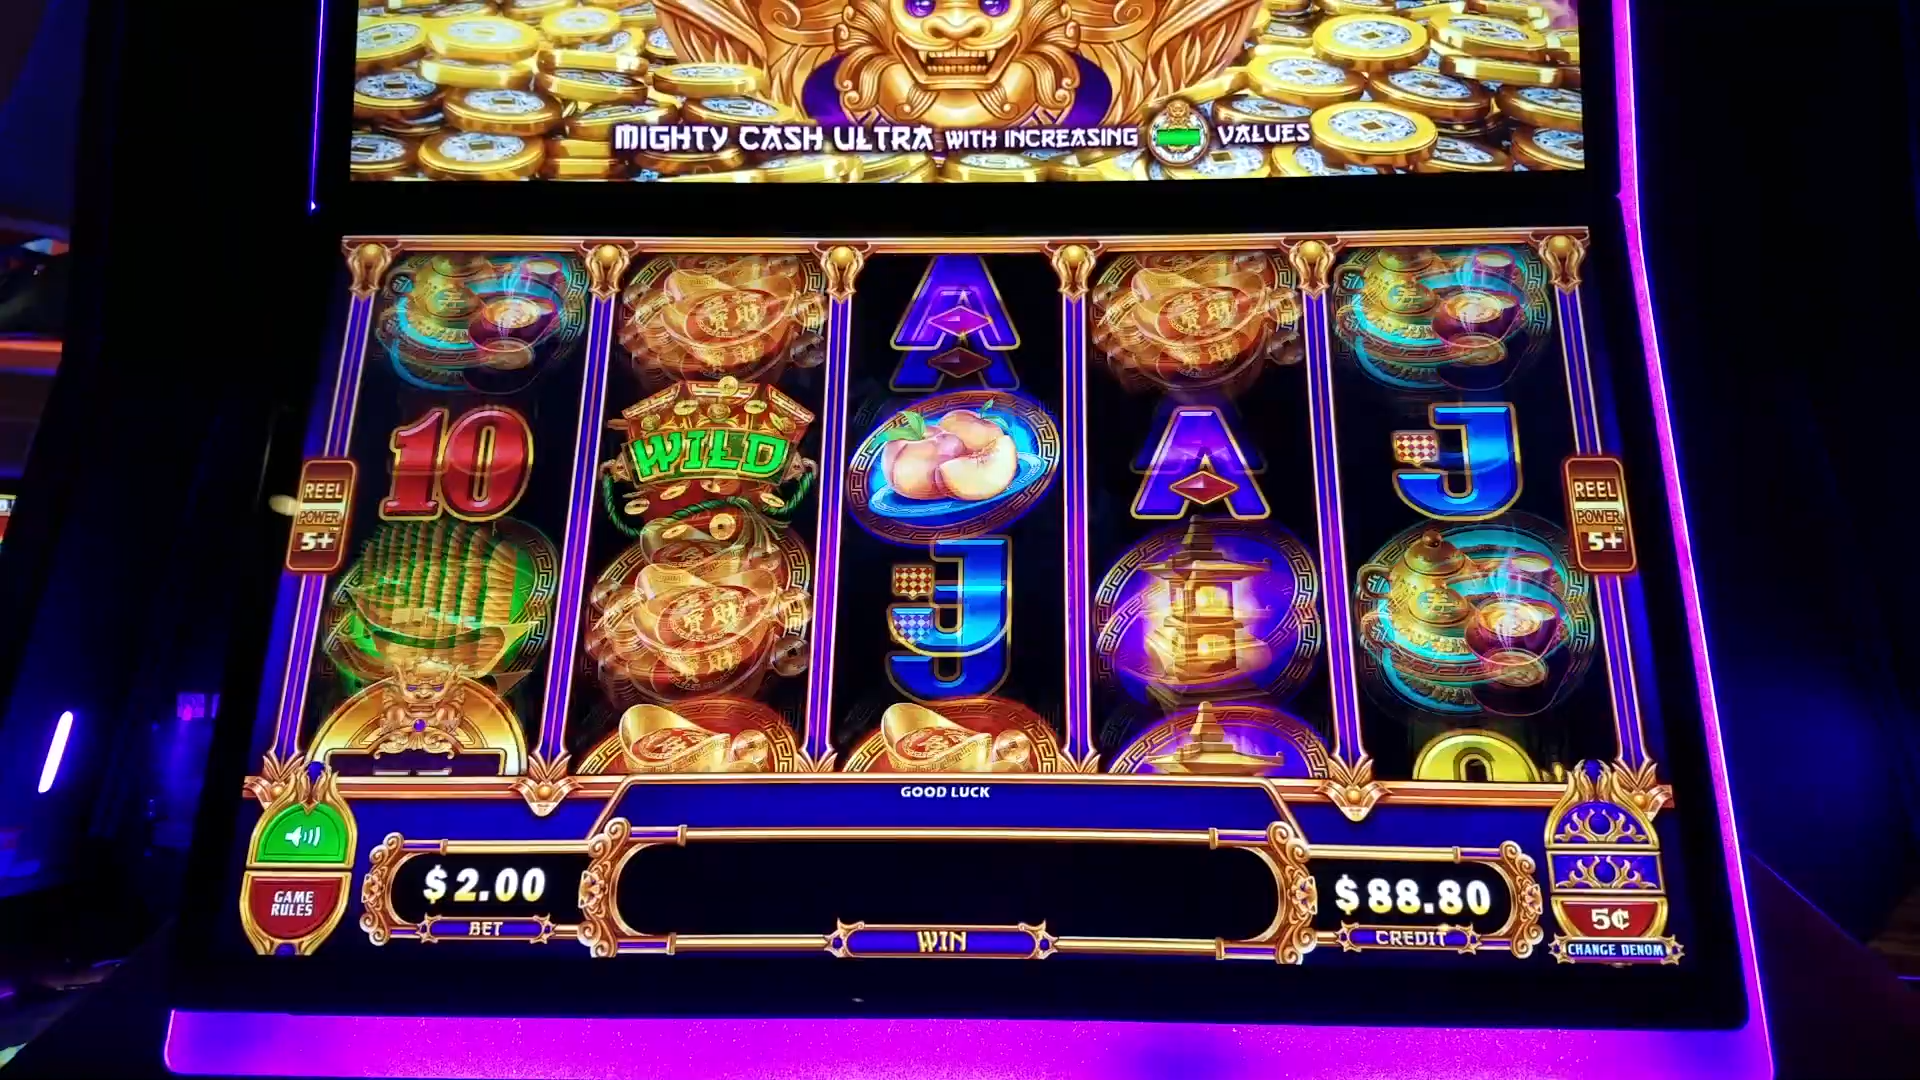 MIGHTY CASH ULTRA WITH INCREASING VALUES
A
10
WILD
A
J
REEL
POWER
5+
REEL
POWER™
5+
J
GOOD LUCK
GAME
RULES
$2.00
BET
WIN
$88.80
CREDIT
5¢
CHANGE DENOM